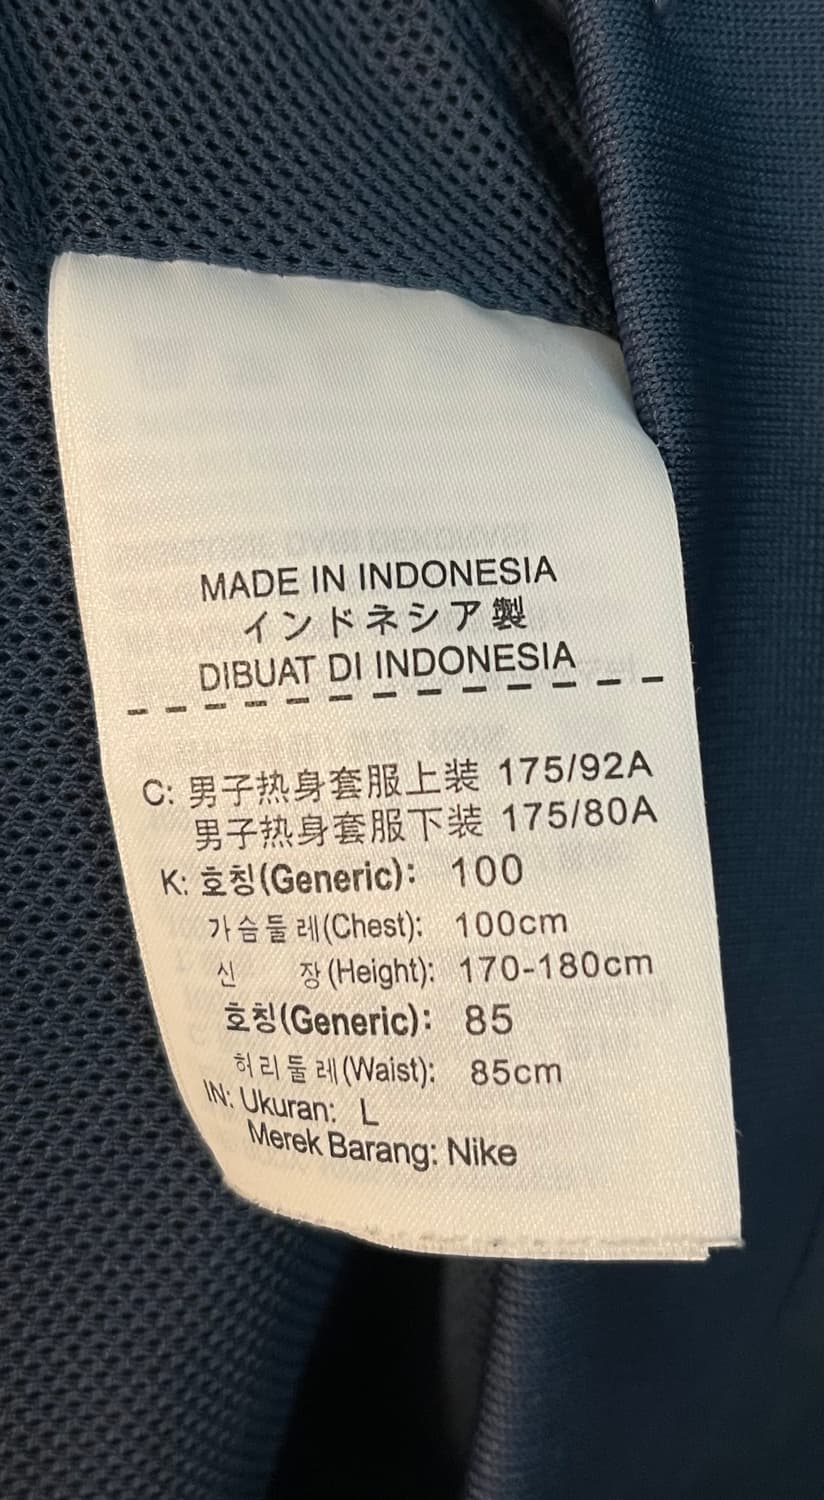 MADE IN INDONESIA
インドネシア製
DIBUAT DI INDONESIA
C: 男子热身套服上装 175/92A
男子热身套服下装 175/80A
K: 호칭(Generic): 100
가슴둘레(Chest): 100cm
신 장(Height): 170-180cm
호칭(Generic): 85
허리둘레(Waist): 85cm
IN: Ukuran: L
Merek Barang: Nike